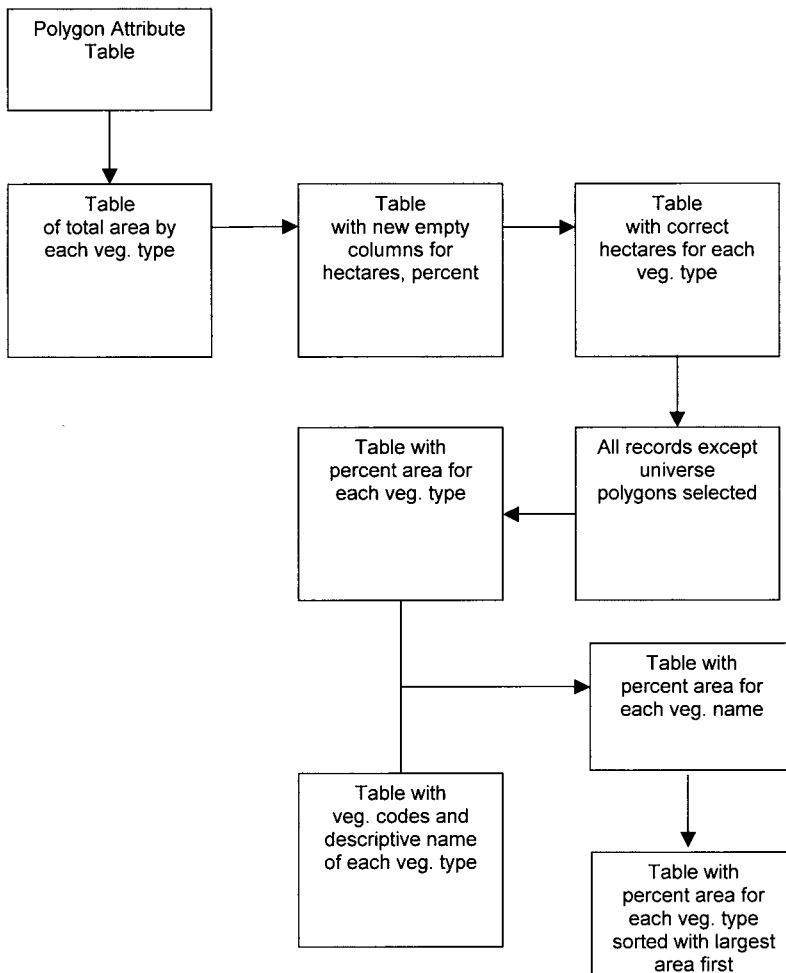 Polygon Attribute
Table
Table
of total area by
each veg. type
Table
with new empty
columns for
hectares, percent
Table
with correct
hectares for each
veg. type
All records except
universe
polygons selected
Table with
percent area for
each veg. type
Table with
veg. codes and
descriptive name
of each veg. type
Table with
percent area for
each veg. name
Table with
percent area for
each veg. type
sorted with largest
area first